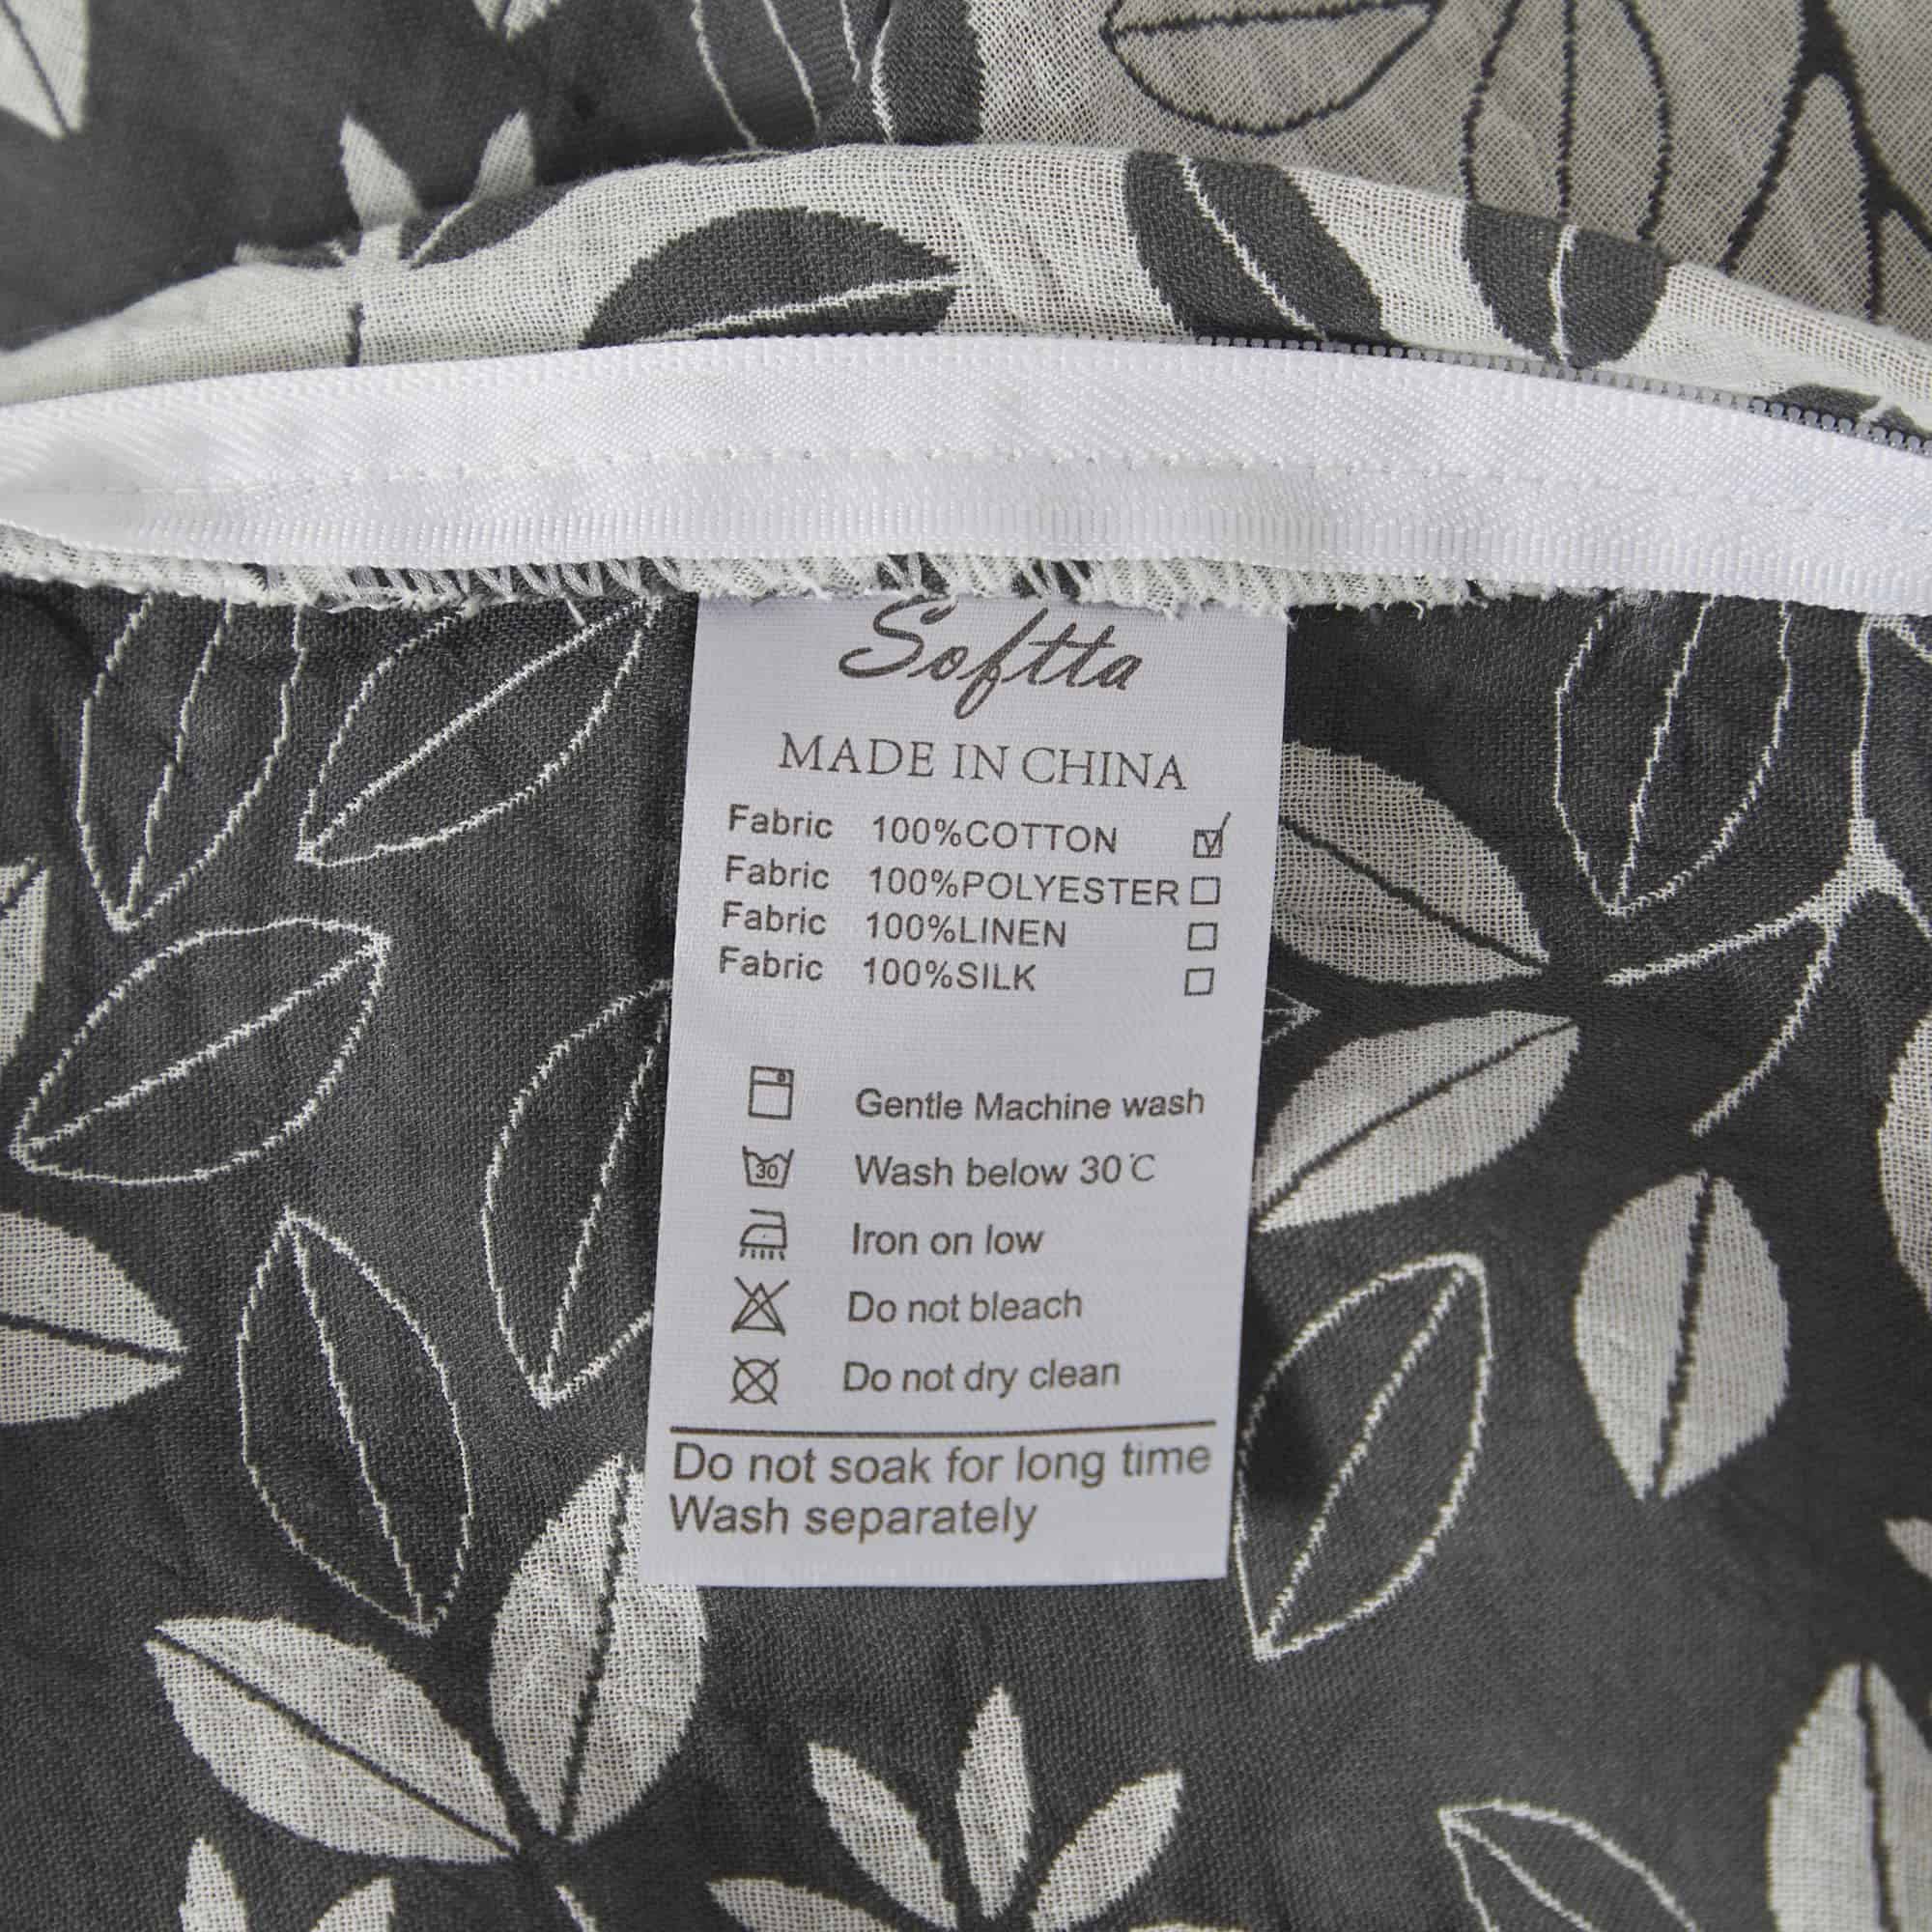 Softta
MADE IN CHINA
Fabric 100%COTTON ☑
Fabric 100%POLYESTER ☐
Fabric 100%LINEN ☐
Fabric 100%SILK ☐
Gentle Machine wash
30 Wash below 30℃
Iron on low
Do not bleach
Do not dry clean
Do not soak for long time
Wash separately